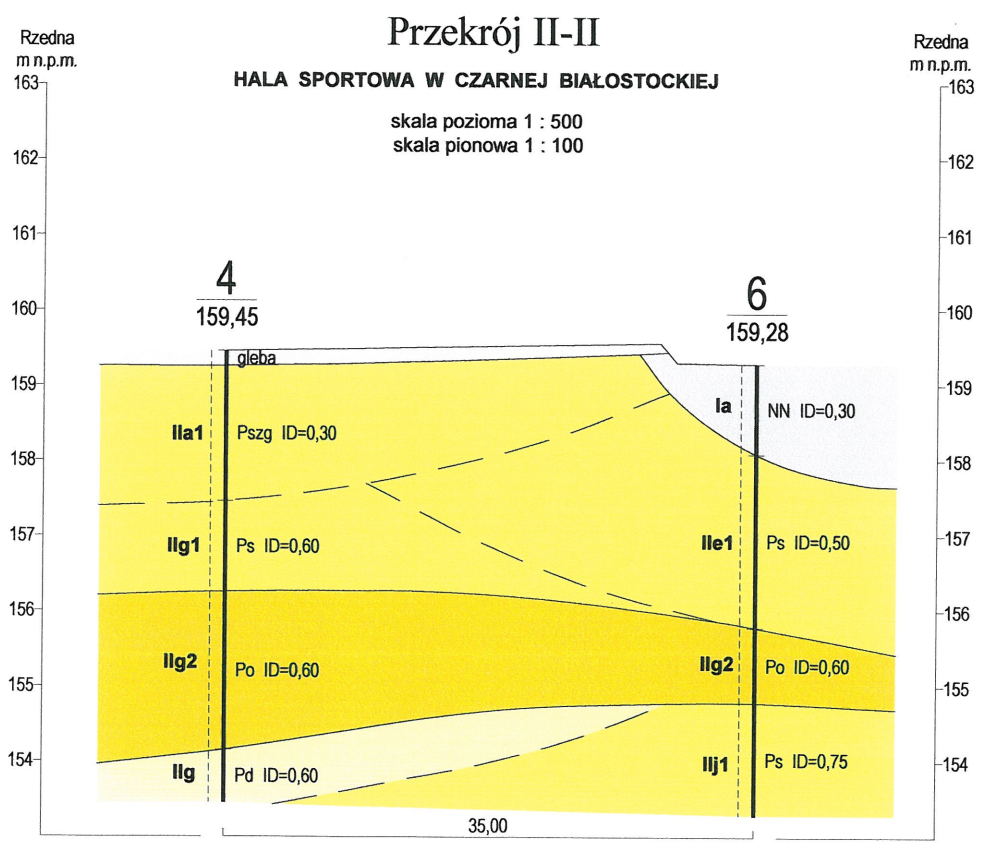 Przekrój II-II
Rzedna
m n.p.m.
Rzedna
m n.p.m.
HALA SPORTOWA W CZARNEJ BIAŁOSTOCKIEJ
skala pozioma 1 : 500
skala pionowa 1 : 100
163
162
161
160
159
158
157
156
155
154
163
162
161
160
159
158
157
156
155
154
4
159,45
gleba
IIa1 Pszg ID=0,30
IIg1 Ps ID=0,60
IIg2 Po ID=0,60
IIg Pd ID=0,60
6
159,28
Ia NN ID=0,30
IIe1 Ps ID=0,50
IIg2 Po ID=0,60
IIj1 Ps ID=0,75
35,00